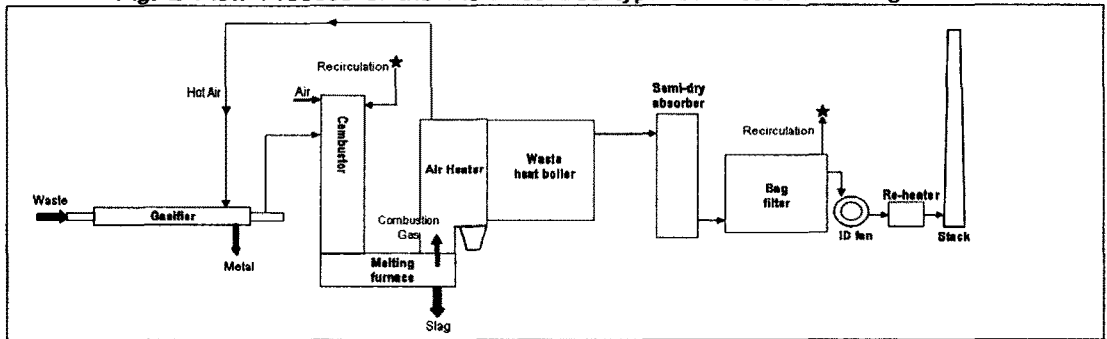 Recirculation
Hot Air
Air
Combustor
Semi-dry
absorber
Air Heater
Waste
heat boiler
Recirculation
Bag
filter
Re-heater
ID fan
Stack
Waste
Gasifier
Metal
Combustion
Gas
Melting
furnace
Slag